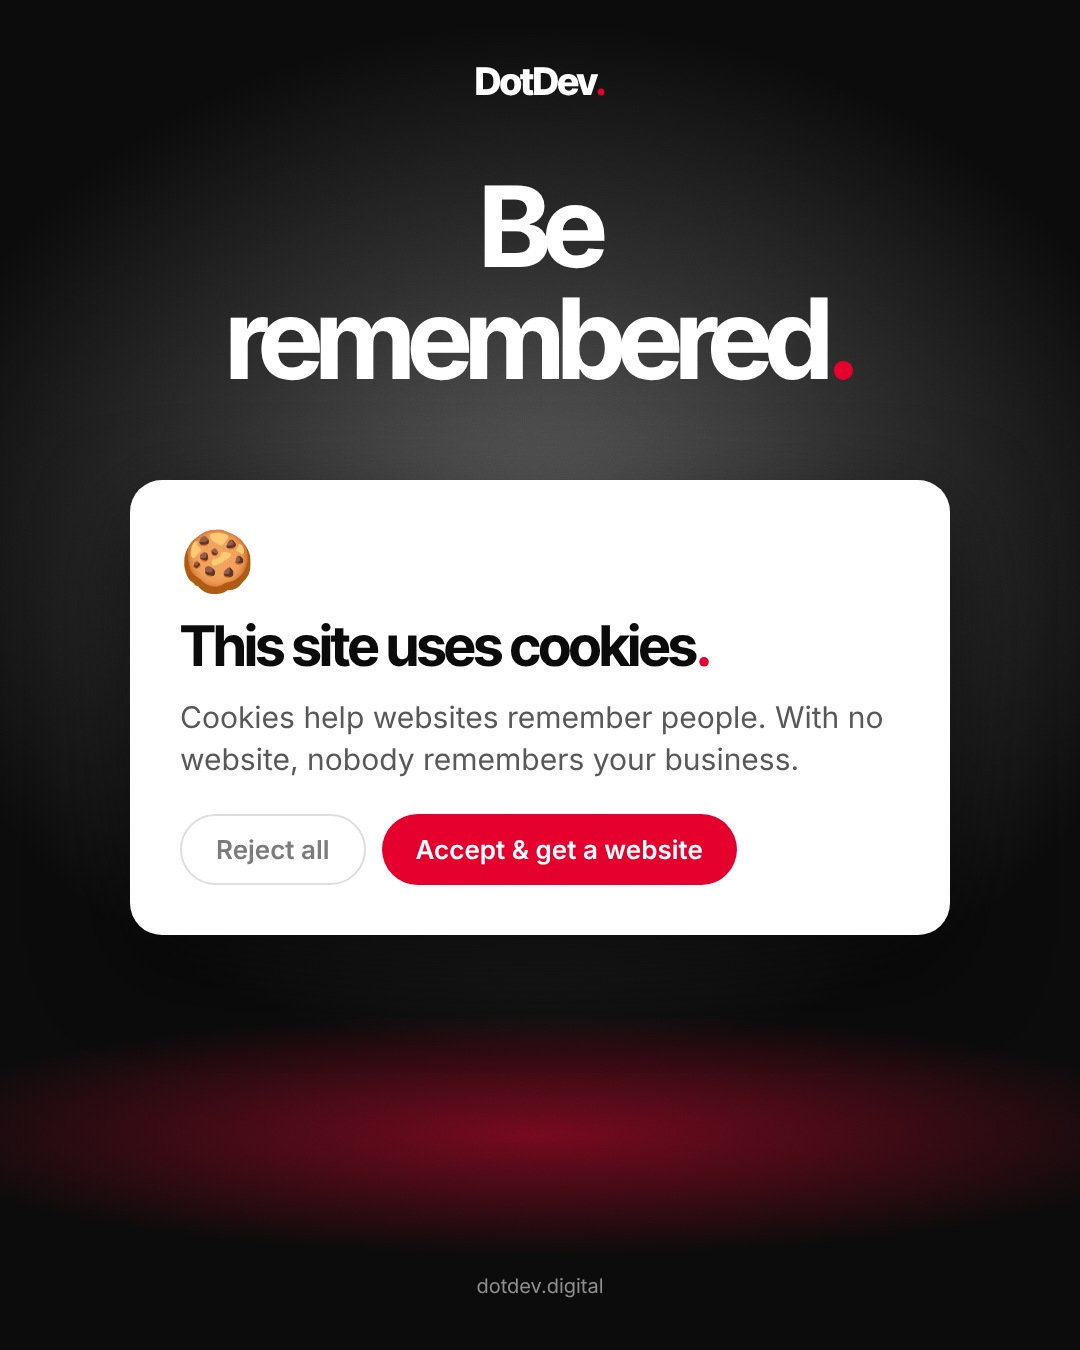 DotDev.
Be
remembered.
This site uses cookies.
Cookies help websites remember people. With no
website, nobody remembers your business.
Reject all
Accept & get a website
dotdev.digital